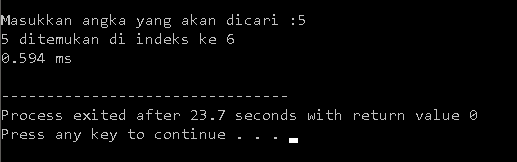 Masukkan angka yang akan dicari :5
5 ditemukan di indeks ke 6
0.594 ms
--------------------------------
Process exited after 23.7 seconds with return value 0
Press any key to continue . . .